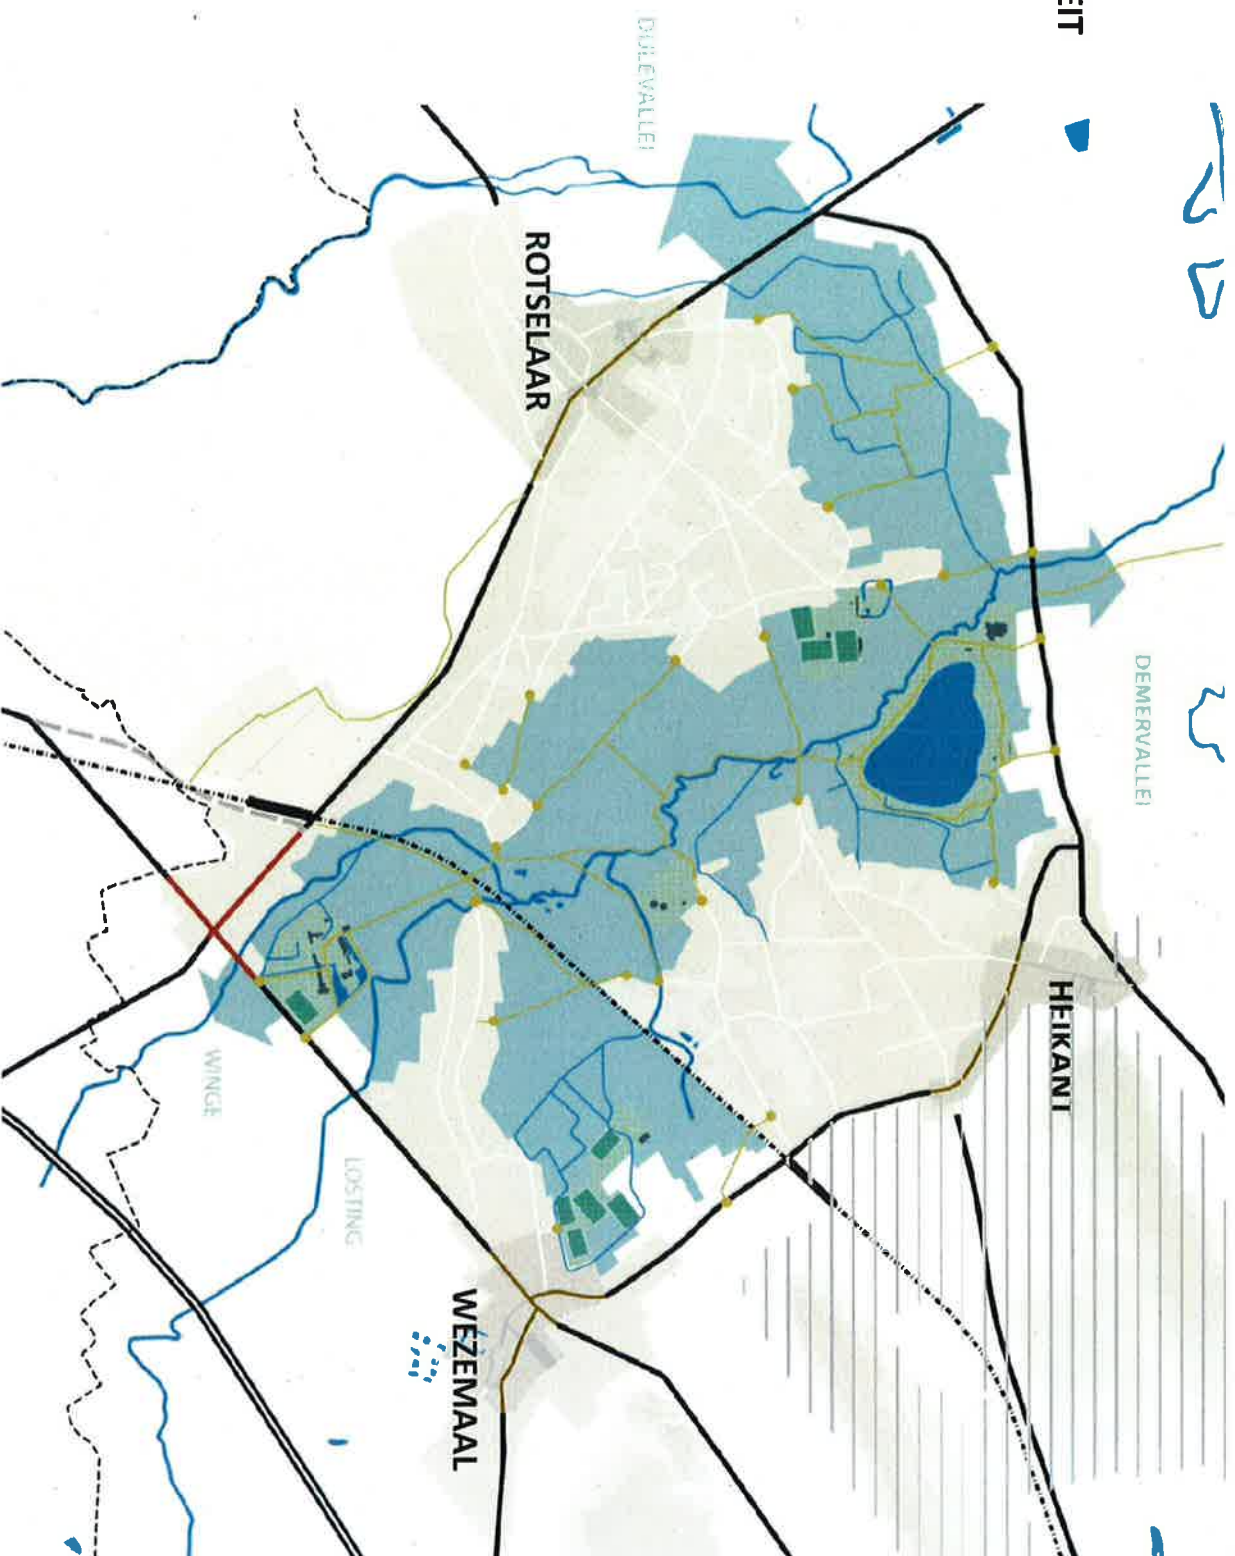 DEMERVALLEI
EIT
HEIKANT
DIJLEVALLEI
ROTSELAAR
WEZEMAAL
LOSTING
WINGE